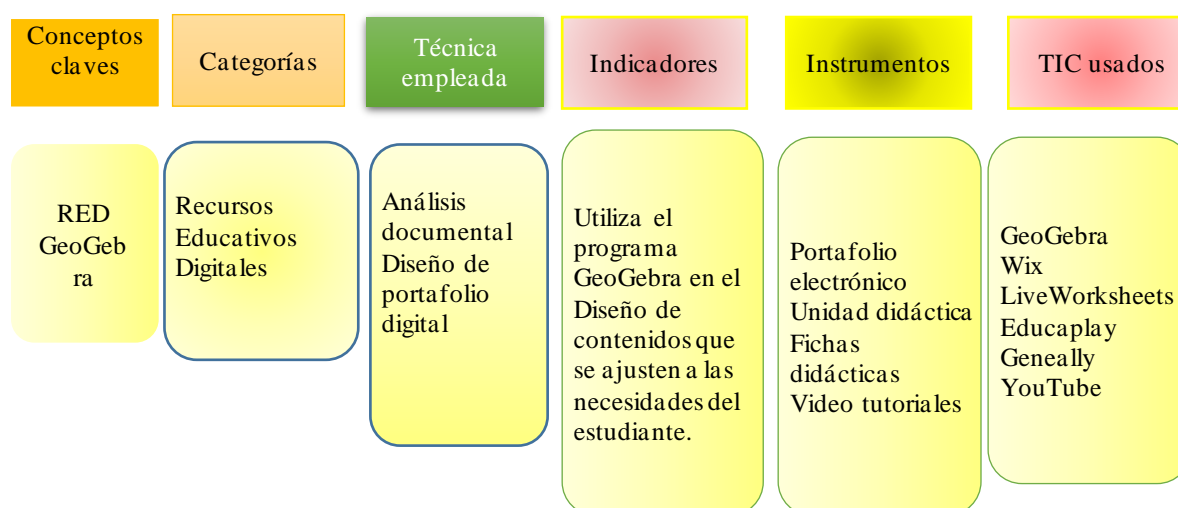 Conceptos
claves
Categorías
Técnica
empleada
Indicadores
Instrumentos
TIC usados
RED
GeoGeb
ra
Recursos
Educativos
Digitales
Análisis
documental
Diseño de
portafolio
digital
Utiliza el
programa
GeoGebra en el
Diseño de
contenidos que
se ajusten a las
necesidades del
estudiante.
Portafolio
electrónico
Unidad didáctica
Fichas
didácticas
Video tutoriales
GeoGebra
Wix
LiveWorksheets
Educaplay
Geneally
YouTube